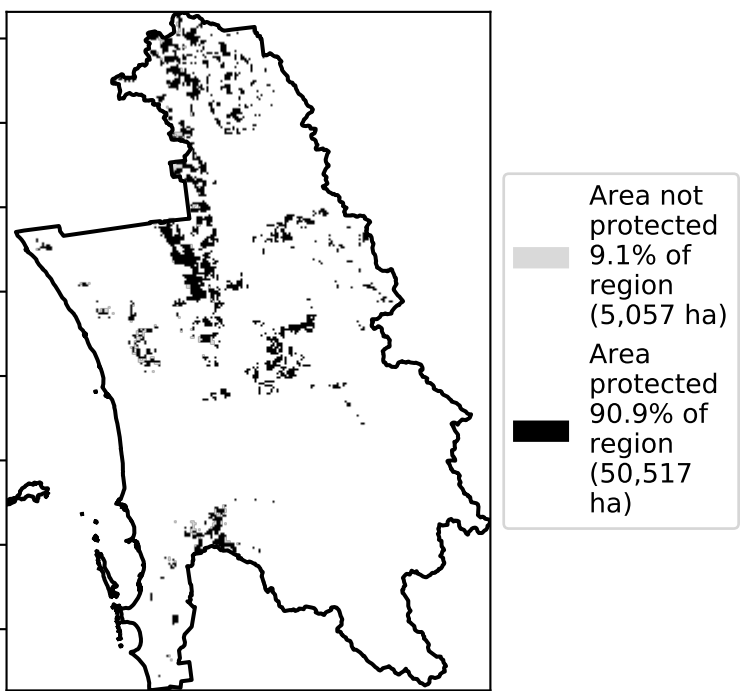 Area not
protected
9.1% of
region
(5,057 ha)
Area
protected
90.9% of
region
(50,517
ha)